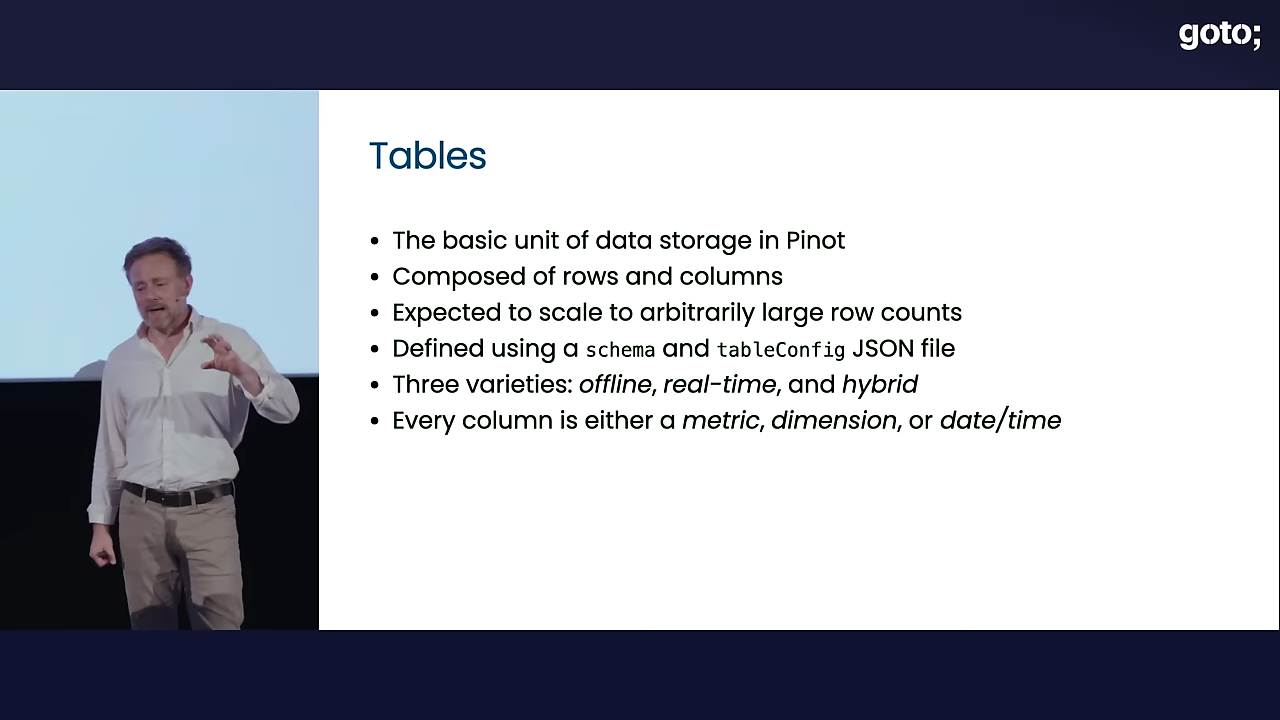 goto;
Tables
• The basic unit of data storage in Pinot
• Composed of rows and columns
• Expected to scale to arbitrarily large row counts
• Defined using a schema and tableConfig JSON file
• Three varieties: offline, real-time, and hybrid
• Every column is either a metric, dimension, or date/time